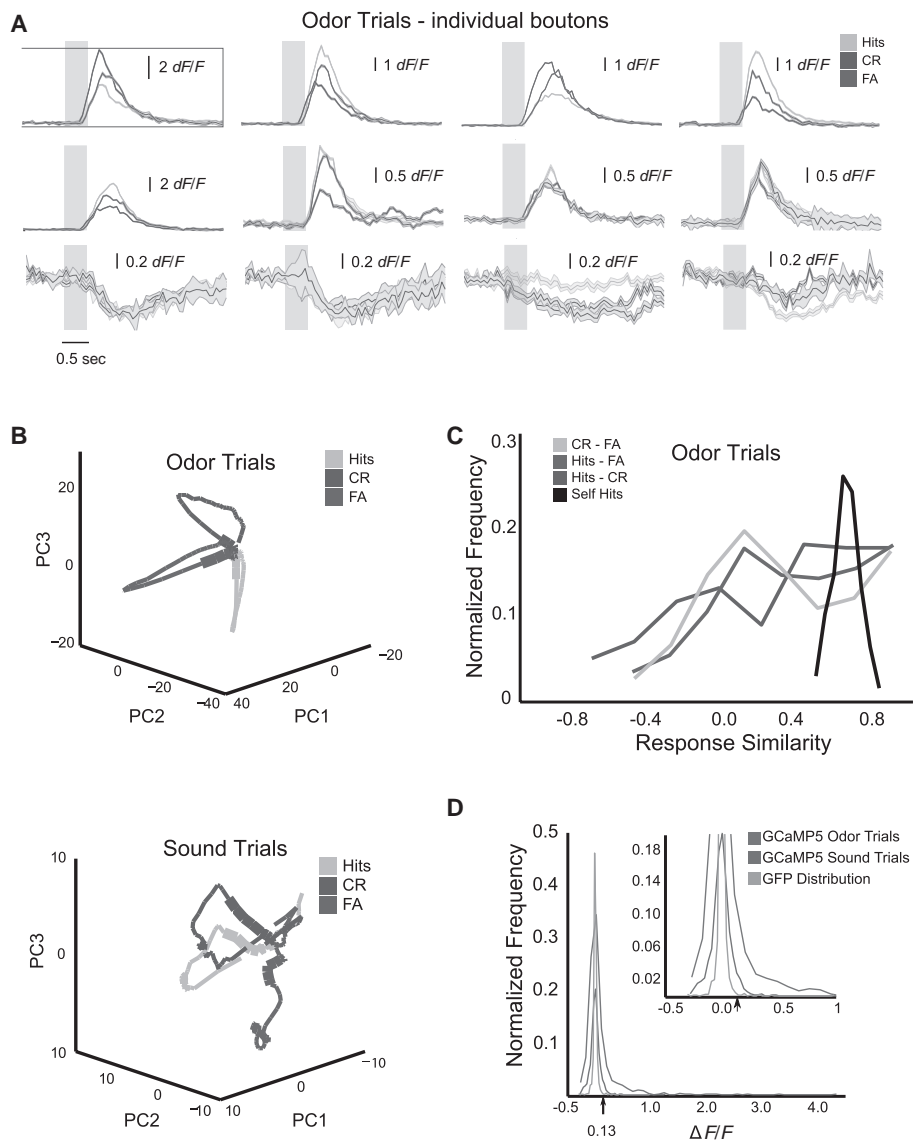 A
Odor Trials - individual boutons
Hits
CR
FA
2 dF/F
1 dF/F
1 dF/F
1 dF/F
2 dF/F
0.5 dF/F
0.5 dF/F
0.5 dF/F
0.2 dF/F
0.2 dF/F
0.2 dF/F
0.2 dF/F
0.5 sec
B
Odor Trials
Hits
CR
FA
PC3
20
0
−20
0
−20
−40
40
20
0
−20
PC2
PC1
Sound Trials
Hits
CR
FA
PC3
10
0
10
10
0
−10
10
0
−10
PC2
PC1
C
Odor Trials
CR - FA
Hits - FA
Hits - CR
Self Hits
Normalized Frequency
0.3
0.2
0.1
0
-0.8
-0.4
0.0
0.4
0.8
Response Similarity
D
GCaMP5 Odor Trials
GCaMP5 Sound Trials
GFP Distribution
Normalized Frequency
0.5
0.4
0.3
0.2
0.1
0.18
0.14
0.10
0.06
0.02
-0.5
0.0
0.5
1
-0.5
1.0
2.0
3.0
4.0
0.13
ΔF/F